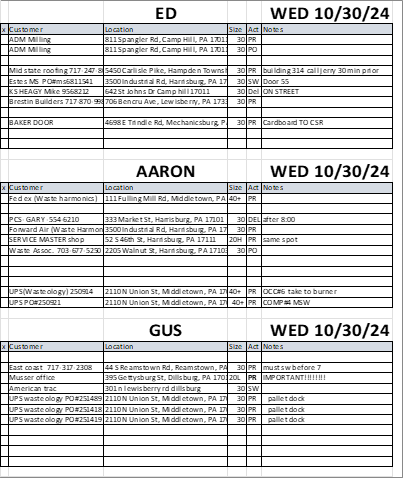 ED WED 10/30/24
x Customer Location Size Act Notes
ADM Milling 811 Spangler Rd, Camp Hill, PA 17011 30 PR
ADM Milling 811 Spangler Rd, Camp Hill, PA 17011 30 PO
Mid state roofing 717-247-8 5450 Carlisle Pike, Hampden Townsh 30 PR building 314 call jerry 30 min prior
Estes MS PO#ms6811541 3500 Industrial Rd, Harrisburg, PA 17 30 SW Door 55
KS HEAGY Mike 9568212 642 St Johns Dr Camp hill 17011 30 Del ON STREET
Brestin Builders 717-870-998 706 Bencru Ave, Lewisberry, PA 1733 30 PR
BAKER DOOR 4698 E Trindle Rd, Mechanicsburg, P 30 PR Cardboard TO CSR
AARON WED 10/30/24
x Customer Location Size Act Notes
Fed ex (Waste harmonics) 111 Fulling Mill Rd, Middletown, PA 40+ PR
PCS - GARY - 554-6210 333 Market St, Harrisburg, PA 17101 30 DEL after 8:00
Forward Air (Waste Harmon 3500 Industrial Rd, Harrisburg, PA 30 PR
SERVICE MASTER shop 52 S 46th St, Harrisburg, PA 17111 20H PR same spot
Waste Assoc. 703-677-5250 2205 Walnut St, Harrisburg, PA 17103 30 PO
UPS(Wasteology) 250914 2110 N Union St, Middletown, PA 170 40+ PR OCC#6 take to burner
UPS PO#250921 2110 N Union St, Middletown, PA 170 40+ PR COMP#4 MSW
GUS WED 10/30/24
x Customer Location Size Act Notes
East coast 717-317-2308 44 S Reamstown Rd, Reamstown, PA 30 PR must sw before 7
Musser office 395 Gettysburg St, Dillsburg, PA 1701 20L PR IMPORTANT!!!!!!!!
American trac 301 n lewisberry rd dillsburg 30 SW
UPS wasteology PO#251489 2110 N Union St, Middletown, PA 17 30 PR pallet dock
UPS wasteology PO#251418 2110 N Union St, Middletown, PA 17 30 PR pallet dock
UPS wasteology PO#251419 2110 N Union St, Middletown, PA 17 30 PR pallet dock